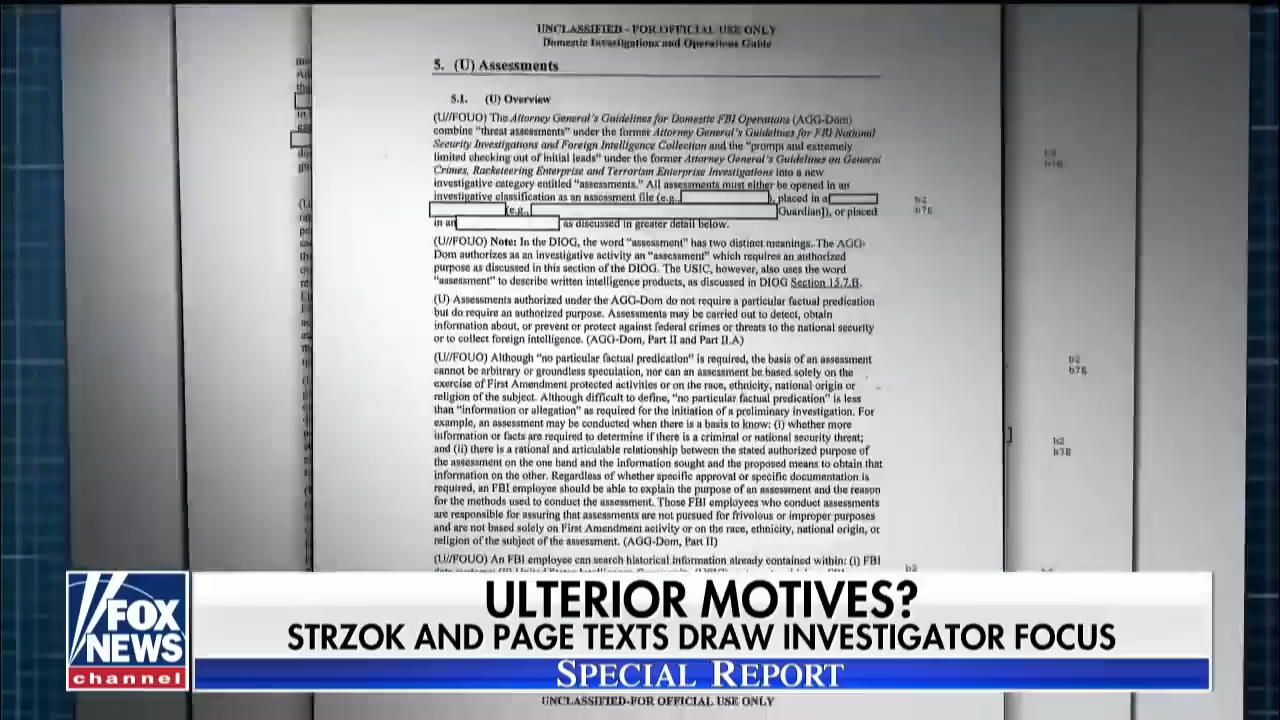 UNCLASSIFIED - FOR OFFICIAL USE ONLY
Domestic Investigations and Operations Guide
5. (U) Assessments
5.1. (U) Overview
(U//FOUO) The Attorney General's Guidelines for Domestic FBI Operations (AGG-Dom)
combine "threat assessments" under the former Attorney General's Guidelines for FBI National
Security Investigations and Foreign Intelligence Collection and the "prompt and extremely
limited checking out of initial leads" under the former Attorney General's Guidelines on General
Crimes, Racketeering Enterprise and Terrorism Enterprise Investigations into a new
investigative category entitled "assessments." All assessments must either be opened in an
investigative classification as an assessment file (e.g., ), placed in a
(e.g., Guardian]), or placed
in an as discussed in greater detail below.
b2
b7E
(U//FOUO) Note: In the DIOG, the word "assessment" has two distinct meanings. The AGG-
Dom authorizes as an investigative activity an "assessment" which requires an authorized
purpose as discussed in this section of the DIOG. The USIC, however, also uses the word
"assessment" to describe written intelligence products, as discussed in DIOG Section 15.7.B.
(U) Assessments authorized under the AGG-Dom do not require a particular factual predication
but do require an authorized purpose. Assessments may be carried out to detect, obtain
information about, or prevent or protect against federal crimes or threats to the national security
or to collect foreign intelligence. (AGG-Dom, Part II and Part II.A)
(U//FOUO) Although "no particular factual predication" is required, the basis of an assessment
cannot be arbitrary or groundless speculation, nor can an assessment be based solely on the
exercise of First Amendment protected activities or on the race, ethnicity, national origin or
religion of the subject. Although difficult to define, "no particular factual predication" is less
than "information or allegation" as required for the initiation of a preliminary investigation. For
example, an assessment may be conducted when there is a basis to know: (i) whether more
information or facts are required to determine if there is a criminal or national security threat;
and (ii) there is a rational and articulable relationship between the stated authorized purpose of
the assessment on the one hand and the information sought and the proposed means to obtain that
information on the other. Regardless of whether specific approval or specific documentation is
required, an FBI employee should be able to explain the purpose of an assessment and the reason
for the methods used to conduct the assessment. Those FBI employees who conduct assessments
are responsible for assuring that assessments are not pursued for frivolous or improper purposes
and are not based solely on First Amendment activity or on the race, ethnicity, national origin, or
religion of the subject of the assessment. (AGG-Dom, Part II)
(U//FOUO) An FBI employee can search historical information already contained within: (i) FBI
b2
b7E
b2
b7E
b2
FOX
NEWS
channel
ULTERIOR MOTIVES?
STRZOK AND PAGE TEXTS DRAW INVESTIGATOR FOCUS
SPECIAL REPORT
UNCLASSIFIED-FOR OFFICIAL USE ONLY